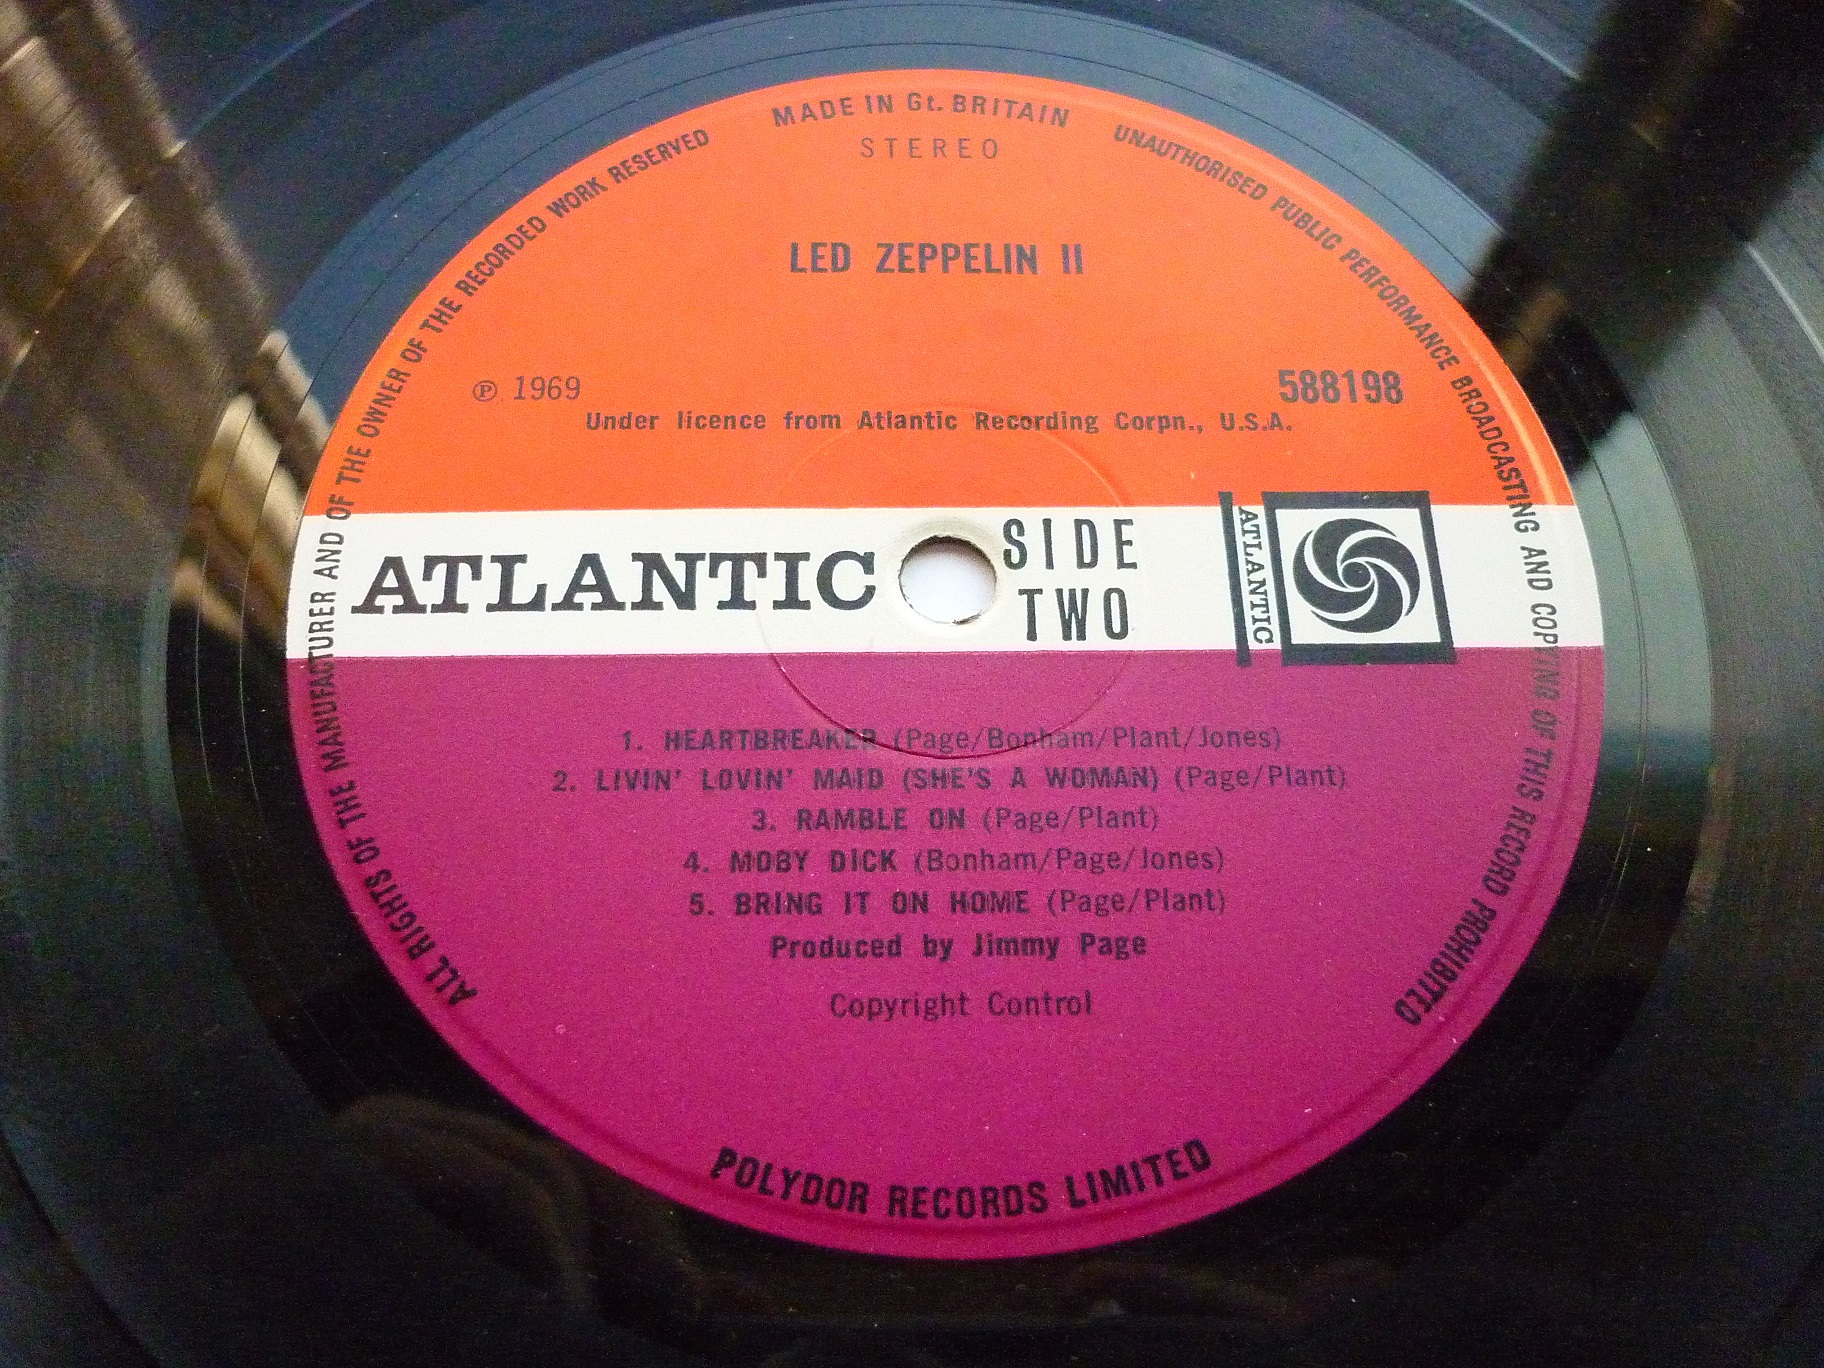 MADE IN Gt. BRITAIN
STEREO
ALL RIGHTS OF THE MANUFACTURER AND OF THE OWNER OF THE RECORDED WORK RESERVED
UNAUTHORISED PUBLIC PERFORMANCE BROADCASTING AND COPYING OF THIS RECORD PROHIBITED
LED ZEPPELIN II
℗ 1969
588198
Under licence from Atlantic Recording Corpn., U.S.A.
ATLANTIC
SIDE
TWO
ATLANTIC
1. HEARTBREAKER (Page/Bonham/Plant/Jones)
2. LIVIN' LOVIN' MAID (SHE'S A WOMAN) (Page/Plant)
3. RAMBLE ON (Page/Plant)
4. MOBY DICK (Bonham/Page/Jones)
5. BRING IT ON HOME (Page/Plant)
Produced by Jimmy Page
Copyright Control
POLYDOR RECORDS LIMITED